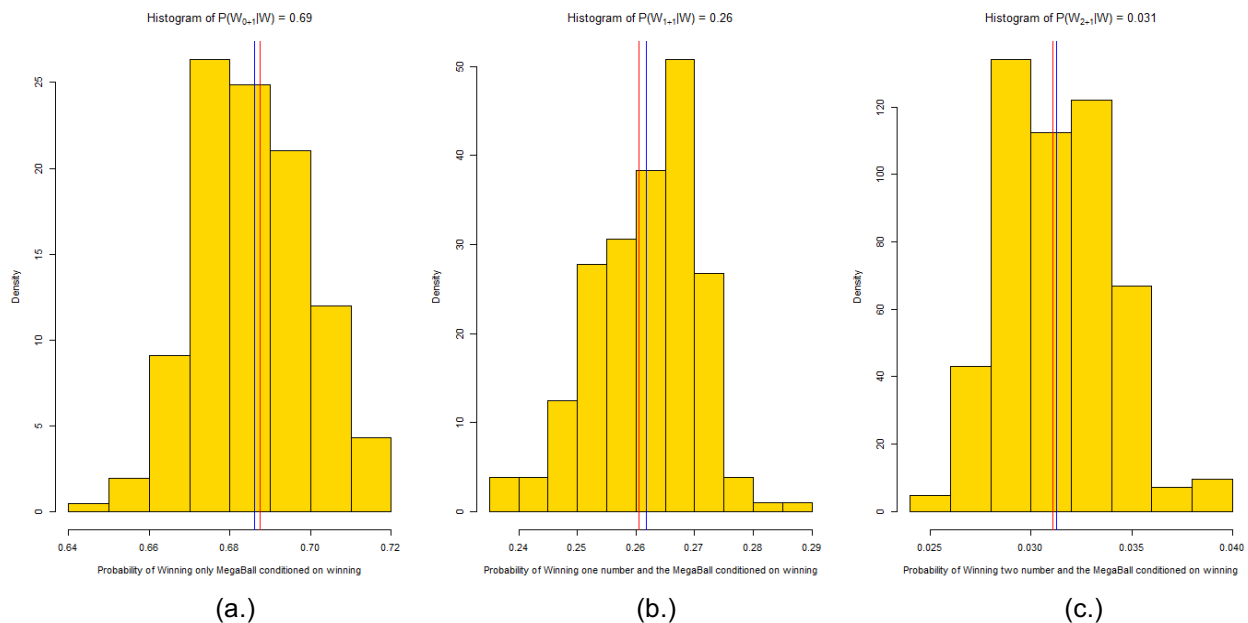 Histogram of P(W0+1|W) = 0.69
Density
0
5
10
15
20
25
0.64 0.66 0.68 0.70 0.72
Probability of Winning only MegaBall conditioned on winning
(a.)
Histogram of P(W1+1|W) = 0.26
Density
0
10
20
30
40
50
0.24 0.25 0.26 0.27 0.28 0.29
Probability of Winning one number and the MegaBall conditioned on winning
(b.)
Histogram of P(W2+1|W) = 0.031
Density
0
20
40
60
80
100
120
0.025 0.030 0.035 0.040
Probability of Winning two number and the MegaBall conditioned on winning
(c.)